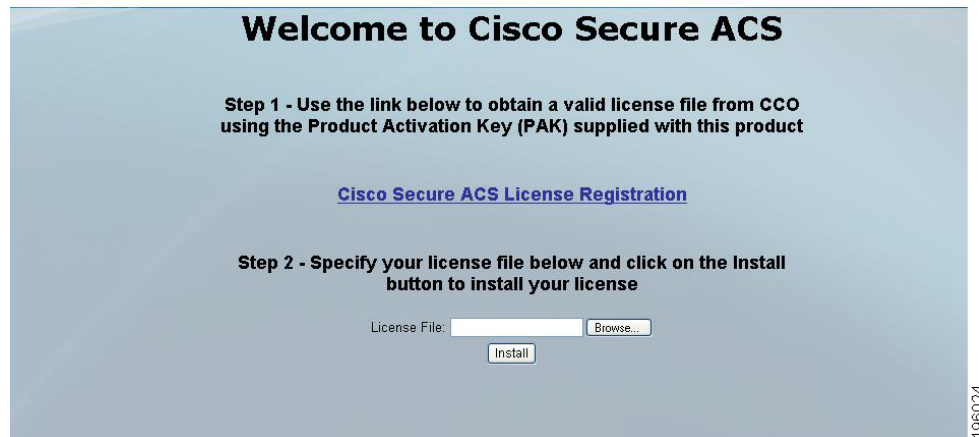 Welcome to Cisco Secure ACS
Step 1 - Use the link below to obtain a valid license file from CCO
using the Product Activation Key (PAK) supplied with this product
Cisco Secure ACS License Registration
Step 2 - Specify your license file below and click on the Install
button to install your license
License File:
Browse...
Install
196024